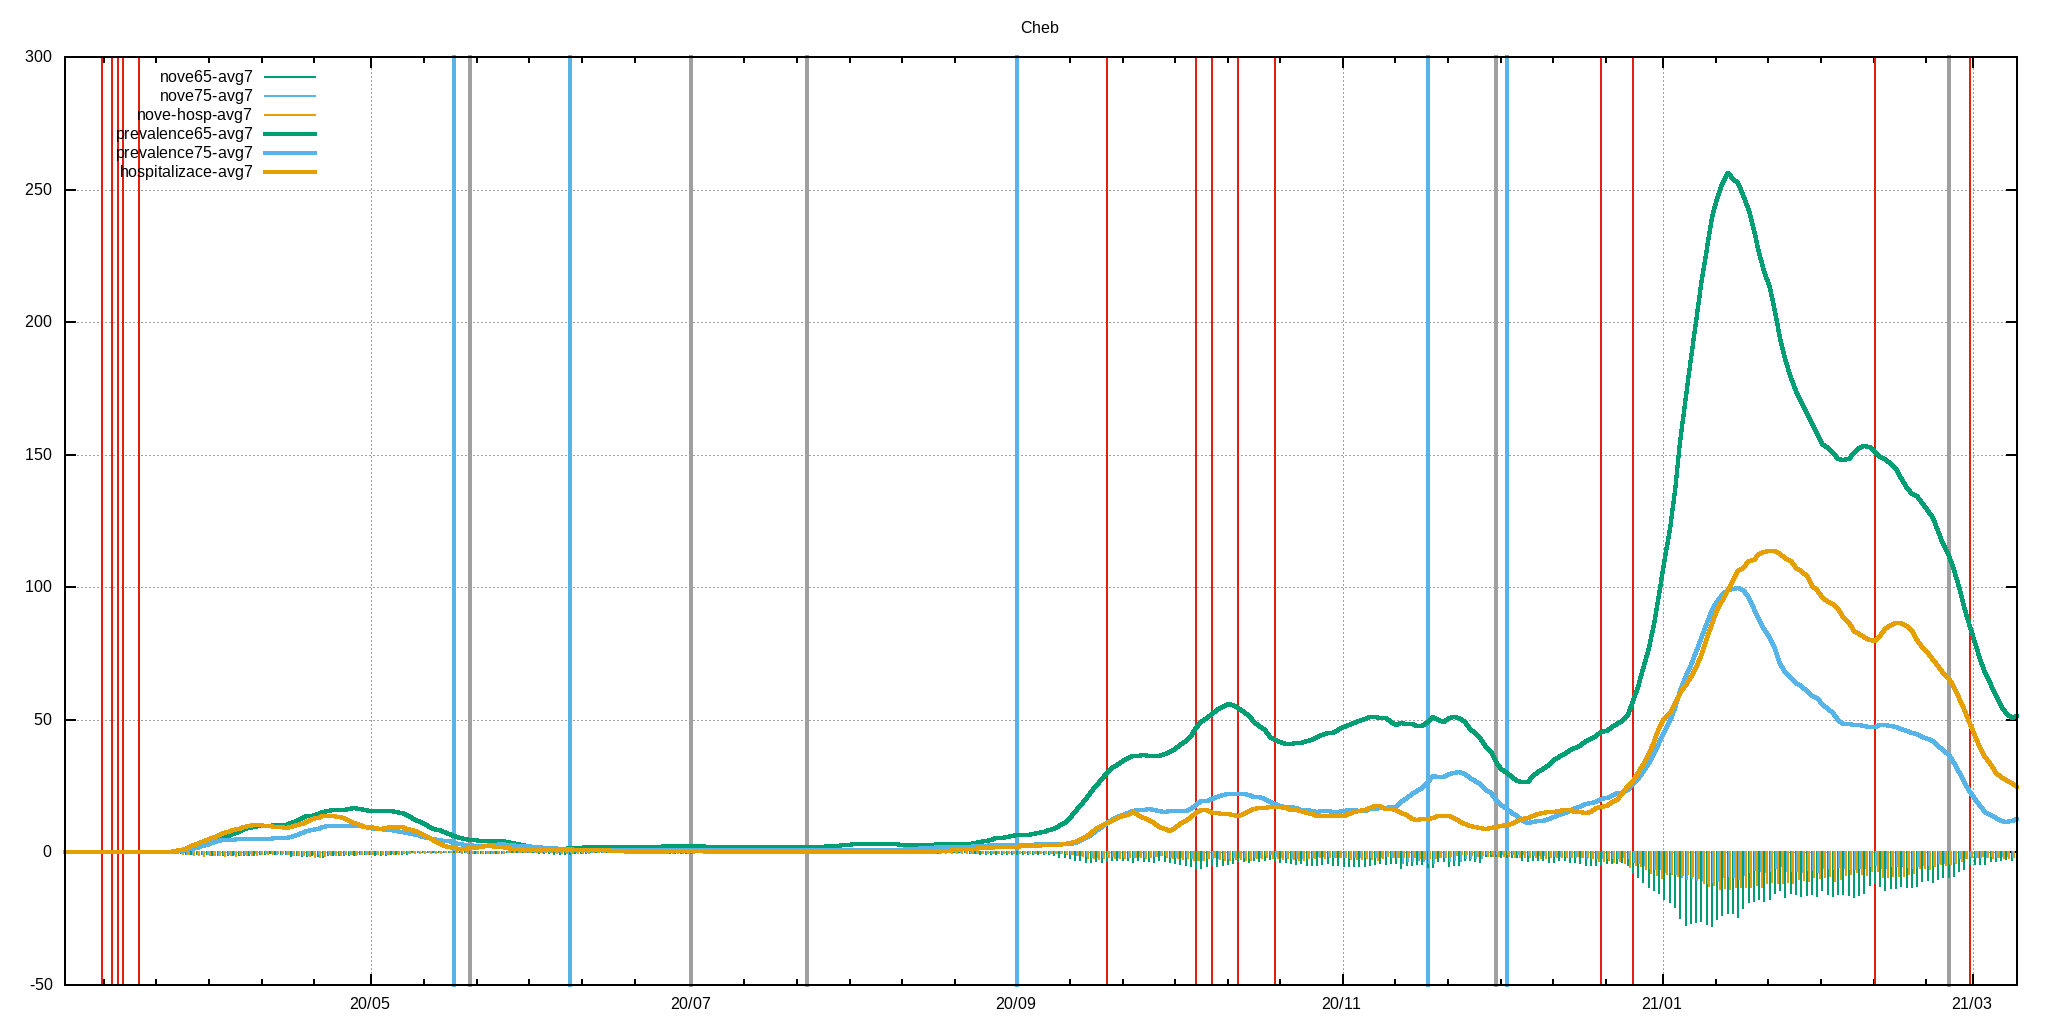 Cheb
300
250
200
150
100
50
0
-50
nove65-avg7
nove75-avg7
nove-hosp-avg7
prevalence65-avg7
prevalence75-avg7
hospitalizace-avg7
20/05 20/07 20/09 20/11 21/01 21/03